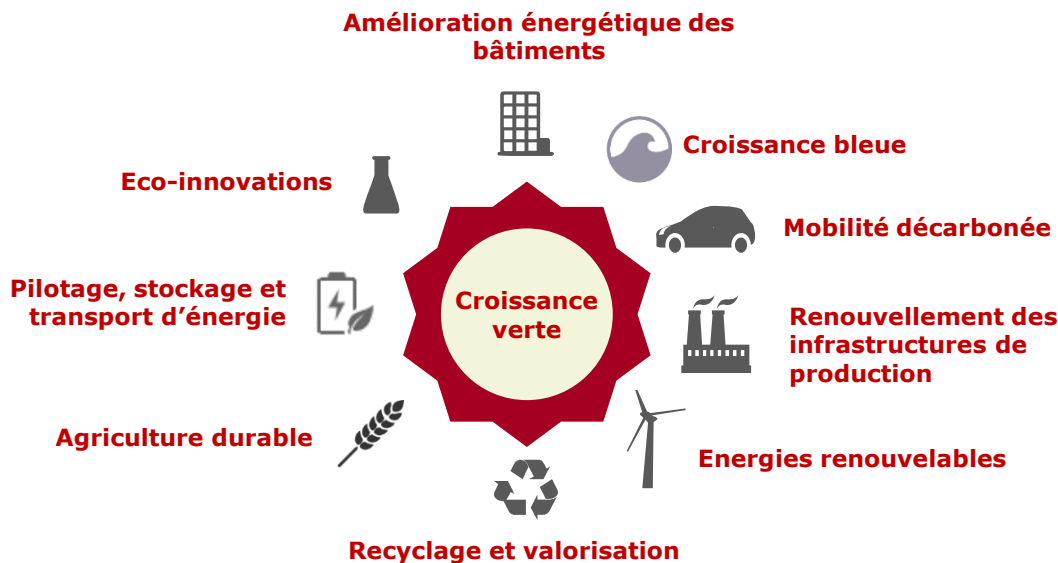 Amélioration énergétique des
bâtiments
Croissance bleue
Eco-innovations
Mobilité décarbonée
Pilotage, stockage et
transport d’énergie
Croissance
verte
Renouvellement des
infrastructures de
production
Agriculture durable
Energies renouvelables
Recyclage et valorisation